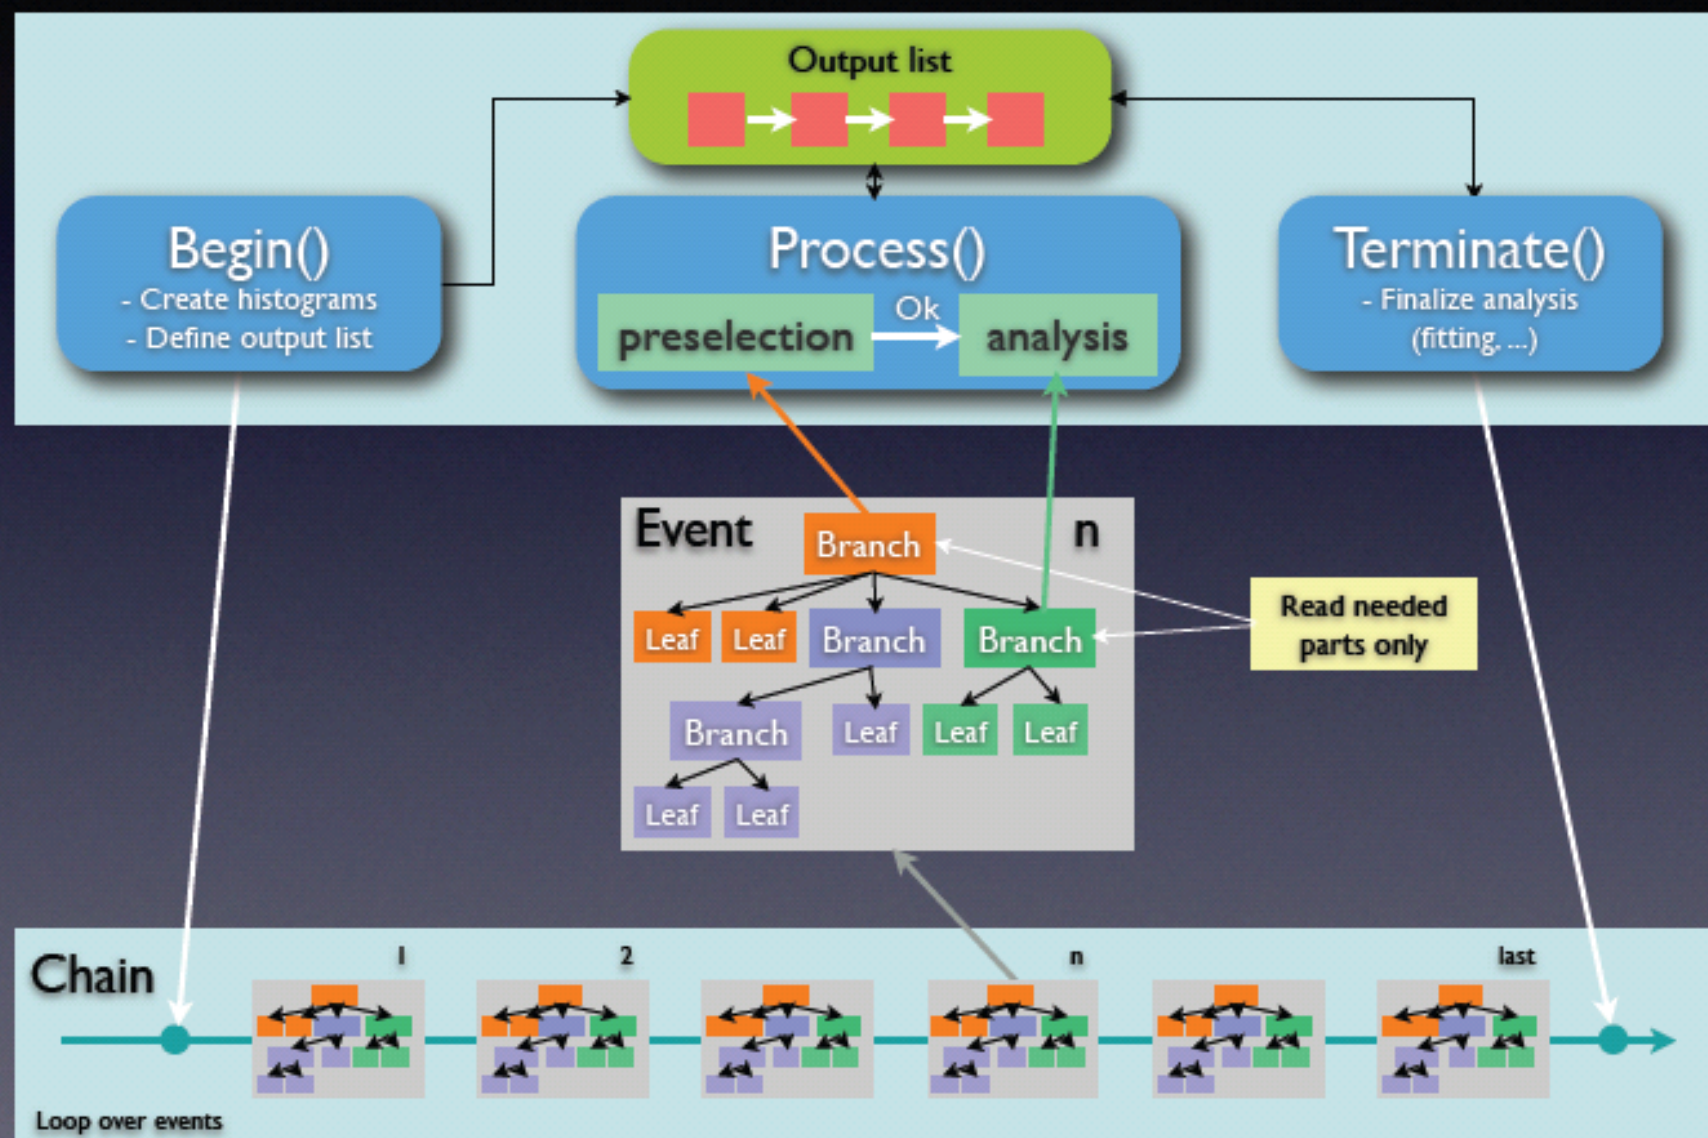 Output list
Begin()
- Create histograms
- Define output list
Process()
preselection
Ok
analysis
Terminate()
- Finalize analysis
(fitting, ...)
Event
n
Branch
Leaf
Leaf
Branch
Branch
Branch
Leaf
Leaf
Leaf
Leaf
Leaf
Read needed
parts only
Chain
1
2
n
last
Loop over events